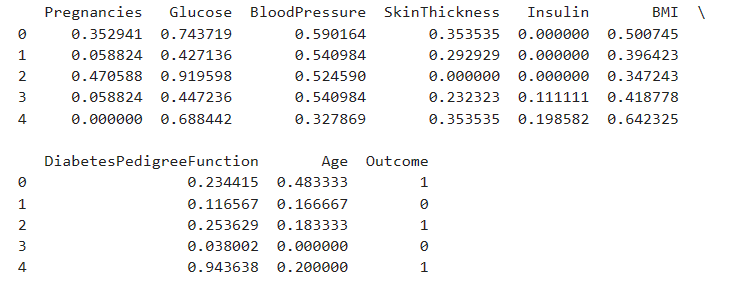 Pregnancies Glucose BloodPressure SkinThickness Insulin BMI \
0 0.352941 0.743719 0.590164 0.353535 0.000000 0.500745
1 0.058824 0.427136 0.540984 0.292929 0.000000 0.396423
2 0.470588 0.919598 0.524590 0.000000 0.000000 0.347243
3 0.058824 0.447236 0.540984 0.232323 0.111111 0.418778
4 0.000000 0.688442 0.327869 0.353535 0.198582 0.642325
DiabetesPedigreeFunction Age Outcome
0 0.234415 0.483333 1
1 0.116567 0.166667 0
2 0.253629 0.183333 1
3 0.038002 0.000000 0
4 0.943638 0.200000 1